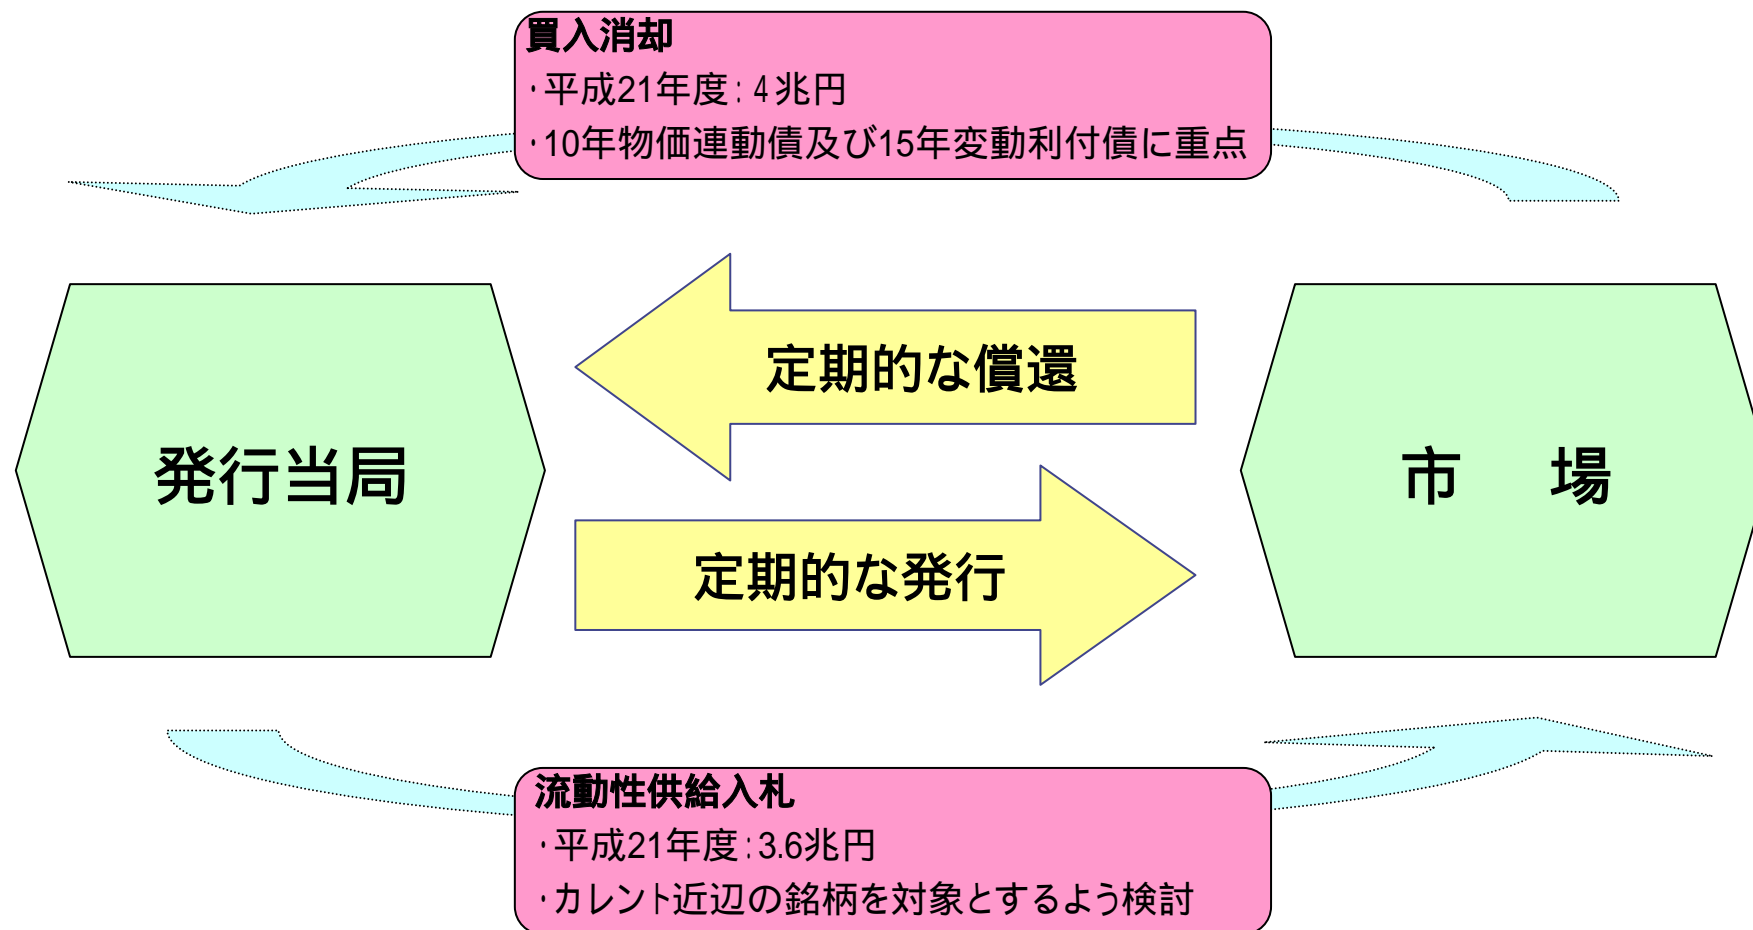 買入消却
・平成21年度：4兆円
・10年物価連動債及び15年変動利付債に重点
定期的な償還
発行当局
市　場
定期的な発行
流動性供給入札
・平成21年度：3.6兆円
・カレント近辺の銘柄を対象とするよう検討